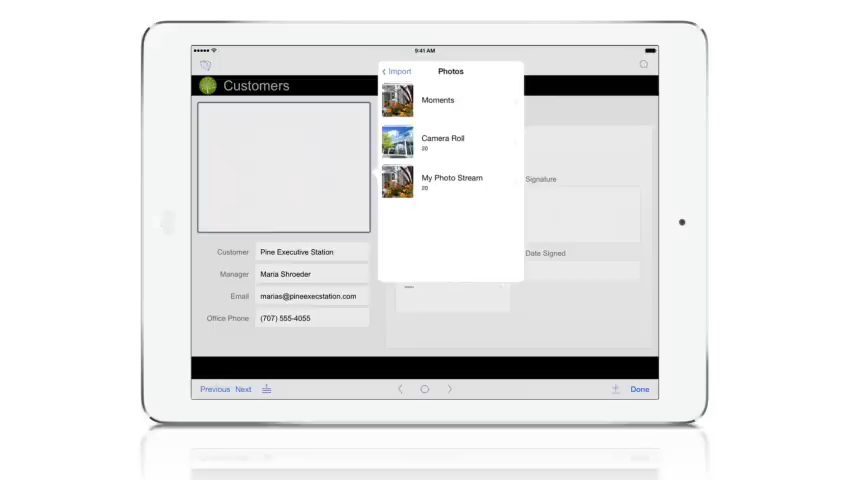 9:41 AM
Import
Photos
Customers
Moments
Camera Roll
20
My Photo Stream
20
Signature
Date Signed
Customer
Pine Executive Station
Manager
Maria Shroeder
Email
marias@pineexecstation.com
Office Phone
(707) 555-4055
Previous
Next
Done